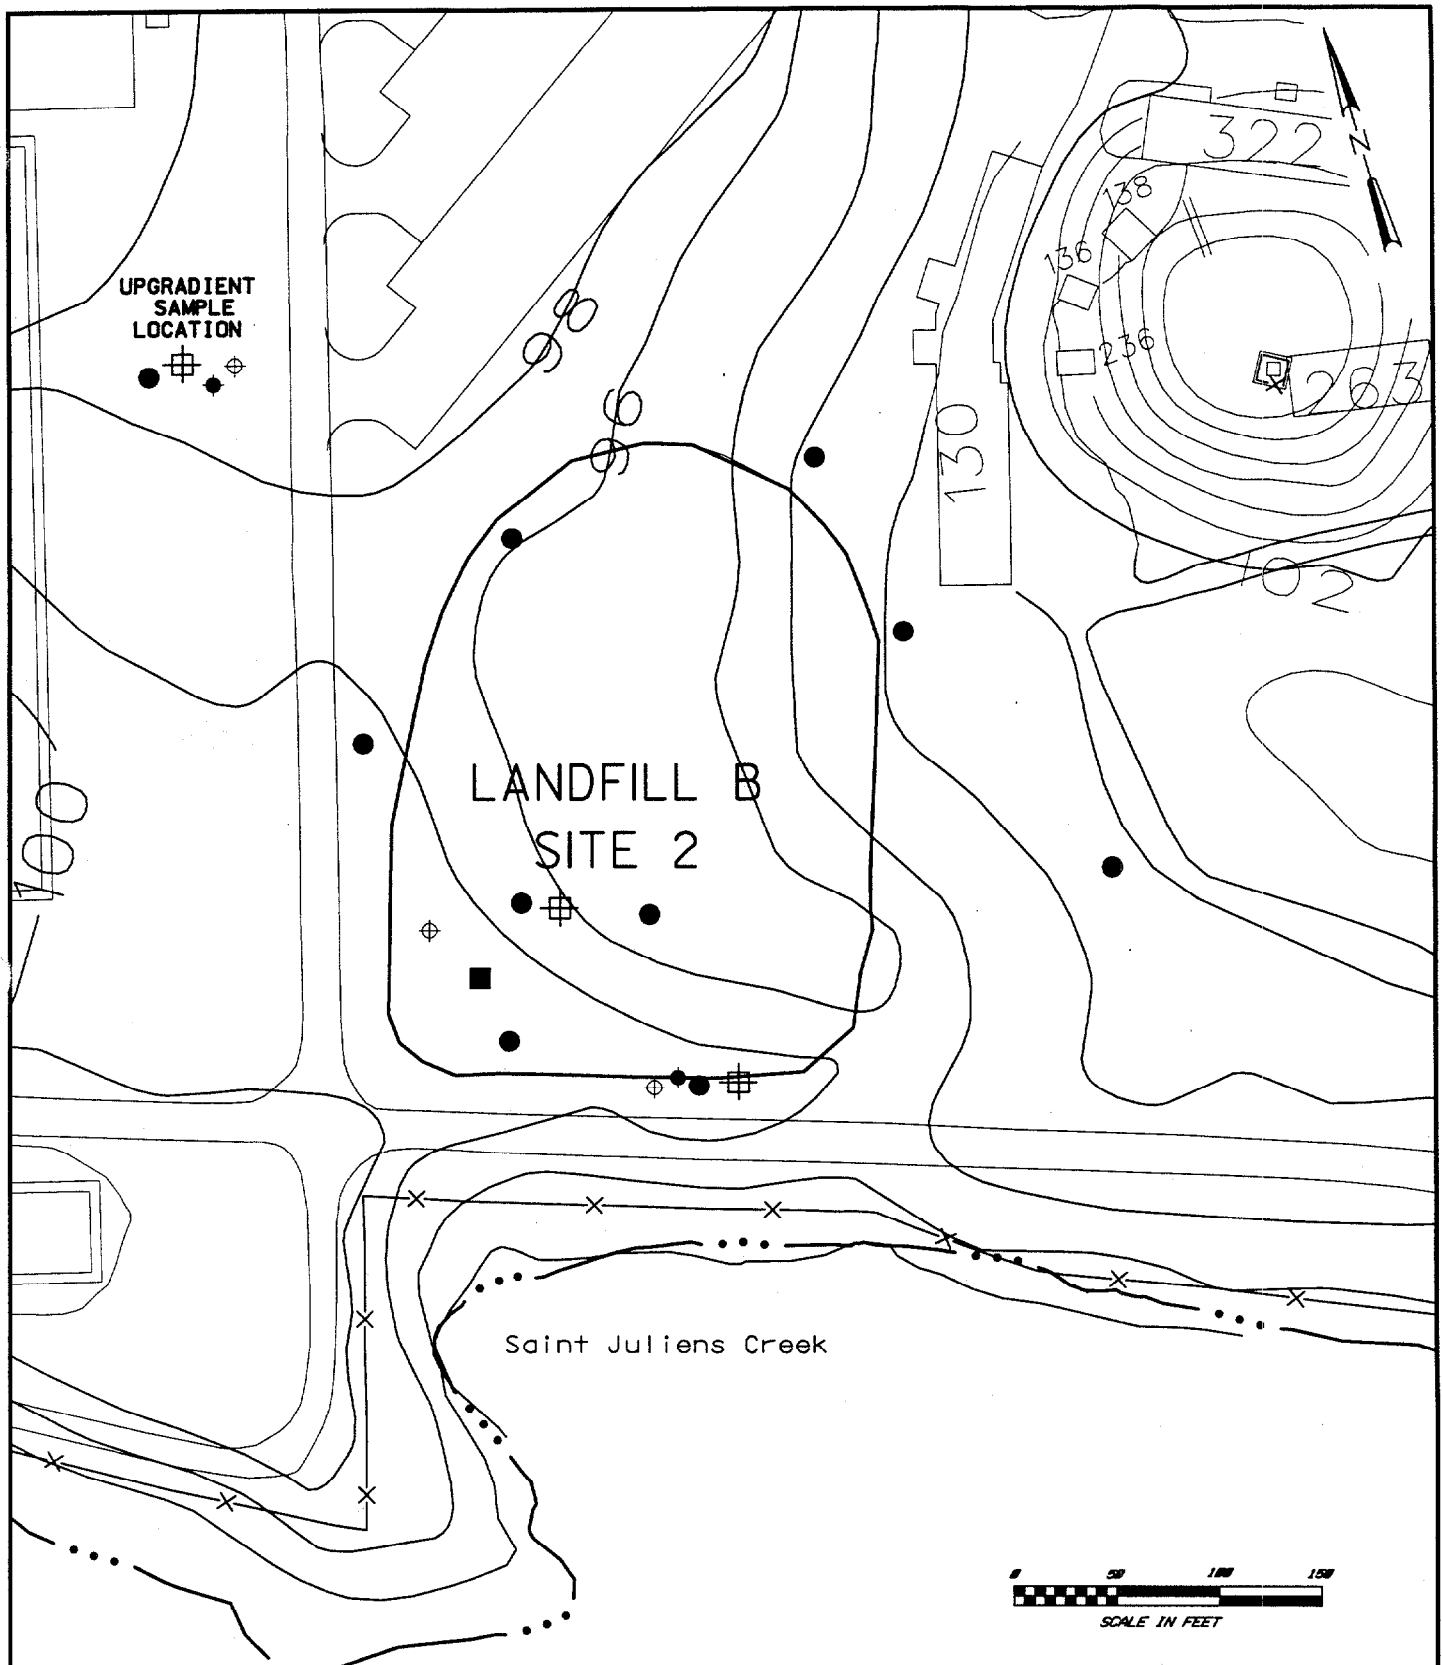 322
N
138
136
236
263
UPGRADIENT
SAMPLE
LOCATION
98
96
130
102
LANDFILL B
SITE 2
100
Saint Juliens Creek
0 50 100 150
SCALE IN FEET